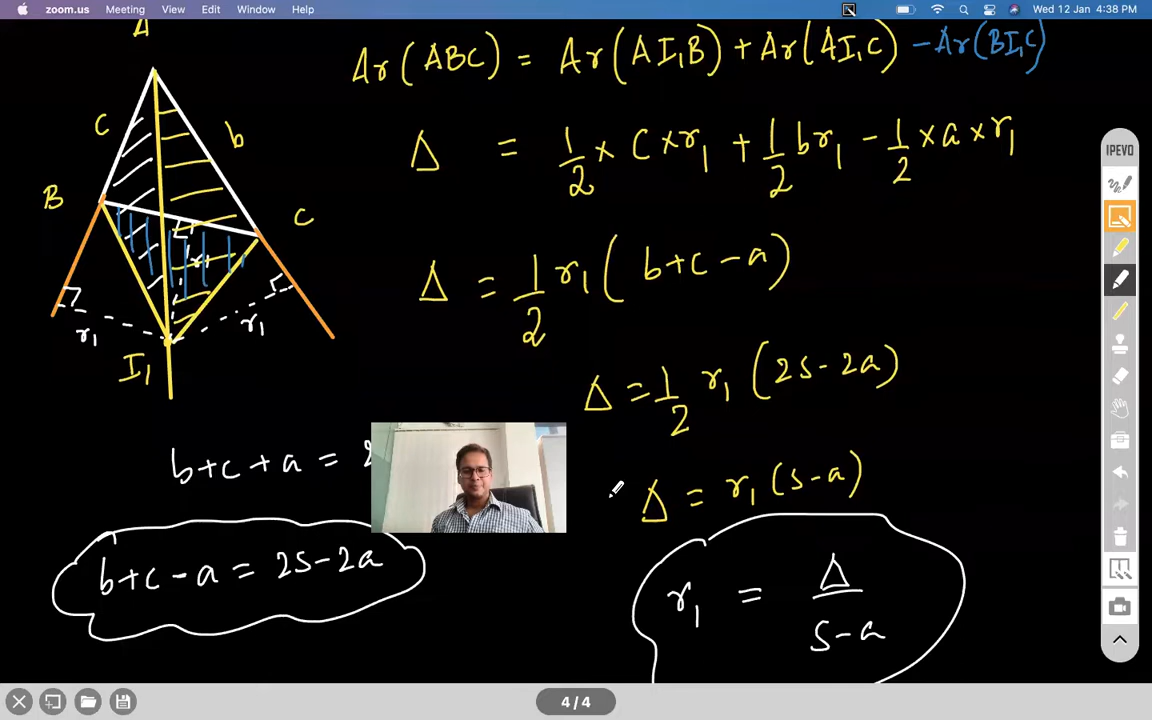 zoom.us Meeting View Edit Window Help Wed 12 Jan 4:38 PM
A
Ar(ABC) = Ar(AI₁B) + Ar(AI₁C) - Ar(BI₁C)
c
b
Δ = 1/2 × c × r₁ + 1/2 br₁ - 1/2 × a × r₁
IPEVO
B
c
r₁
Δ = 1/2 r₁ (b+c-a)
r₁
r₁
I₁
Δ = 1/2 r₁ (2s-2a)
b+c+a =
Δ = r₁ (s-a)
b+c-a = 2s-2a
r₁ = Δ/s-a
4/4